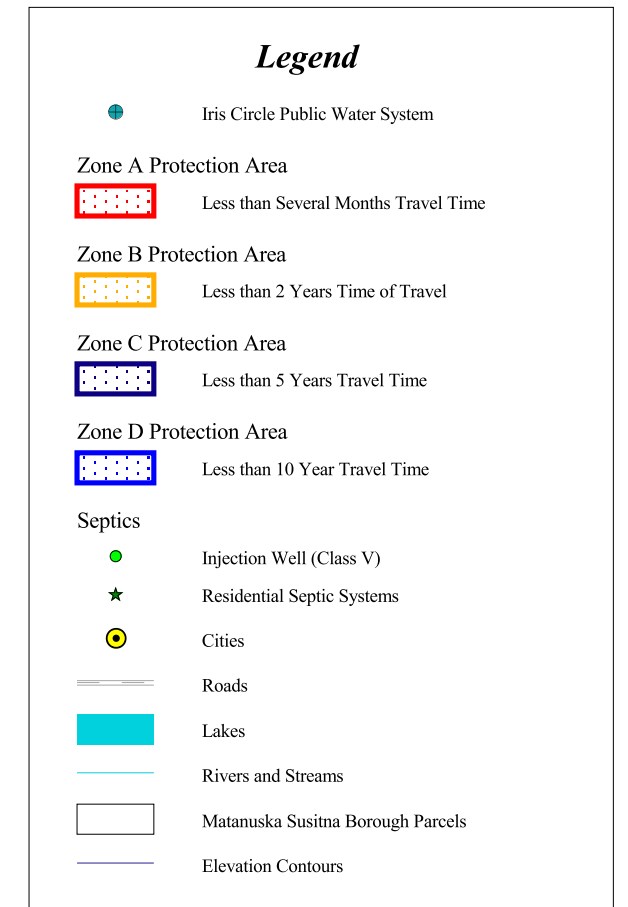 Legend
Iris Circle Public Water System
Zone A Protection Area
Less than Several Months Travel Time
Zone B Protection Area
Less than 2 Years Time of Travel
Zone C Protection Area
Less than 5 Years Travel Time
Zone D Protection Area
Less than 10 Year Travel Time
Septics
Injection Well (Class V)
Residential Septic Systems
Cities
Roads
Lakes
Rivers and Streams
Matanuska Susitna Borough Parcels
Elevation Contours